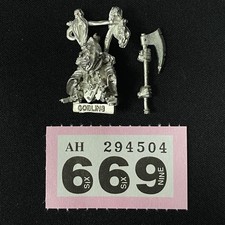 GOBLINS
AH 294504
669
SIX SIX NINE